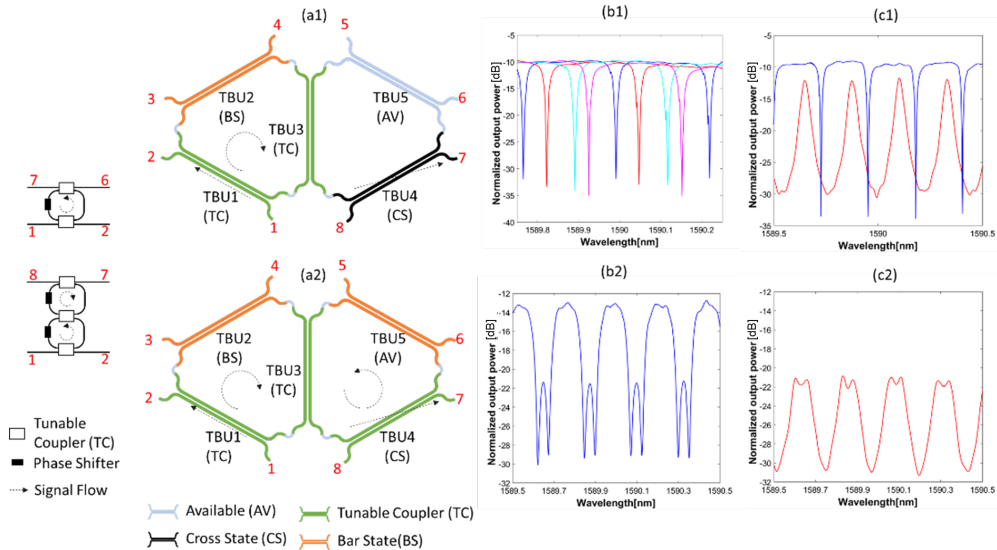 (a1)
4
5
3
TBU2
(BS)
TBU5
(AV)
6
TBU3
(TC)
2
7
TBU1
(TC)
TBU4
(CS)
1
8
7
6
1
2
8
7
1
2
Tunable
Coupler (TC)
Phase Shifter
Signal Flow
(a2)
4
5
3
TBU2
(BS)
TBU5
(AV)
6
TBU3
(TC)
2
7
TBU1
(TC)
TBU4
(CS)
1
8
Available (AV)
Tunable Coupler (TC)
Cross State (CS)
Bar State(BS)
(b1)
Normalized output power [dB]
-5
-10
-15
-20
-25
-30
-35
-40
1589.8
1589.9
1590
1590.1
1590.2
Wavelength[nm]
(c1)
Normalized output power [dB]
-5
-10
-15
-20
-25
-30
-35
1589.5
1590
1590.5
Wavelength[nm]
(b2)
Normalized output power [dB]
-12
-14
-16
-18
-20
-22
-24
-26
-28
-30
-32
1589.5
1589.7
1589.9
1590.1
1590.3
1590.5
Wavelength[nm]
(c2)
Normalized output power [dB]
-12
-14
-16
-18
-20
-22
-24
-26
-28
-30
-32
1589.5
1589.7
1589.9
1590.1
1590.3
1590.5
Wavelength[nm]